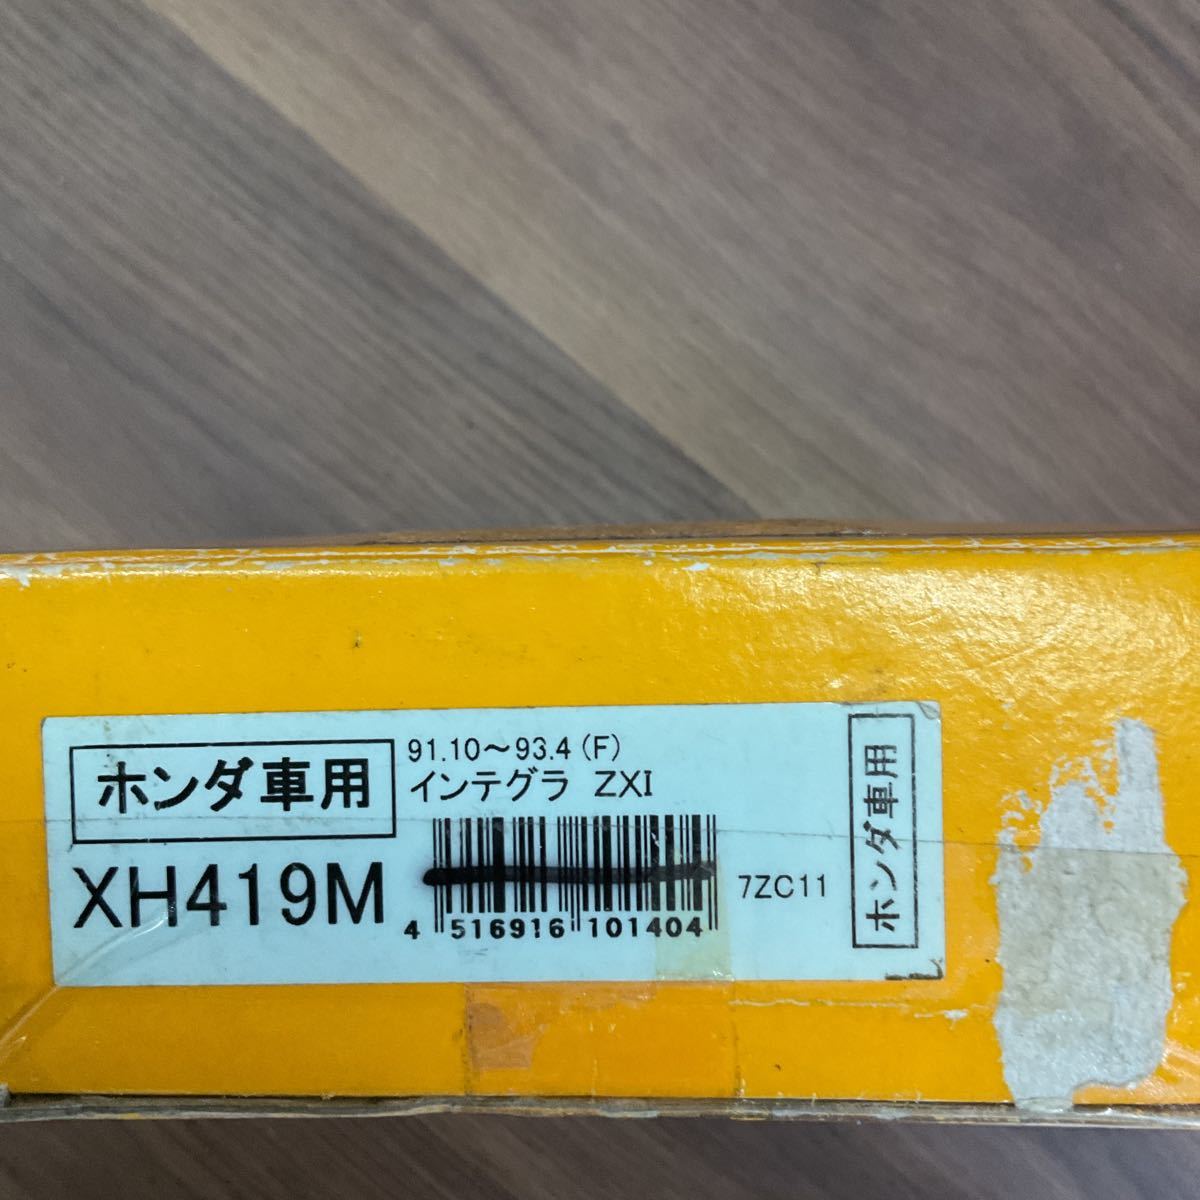 ホンダ車用
91.10～93.4 (F)
インテグラ ZXI
XH419M
4 516916 101404
7ZC11
ホンダ車用